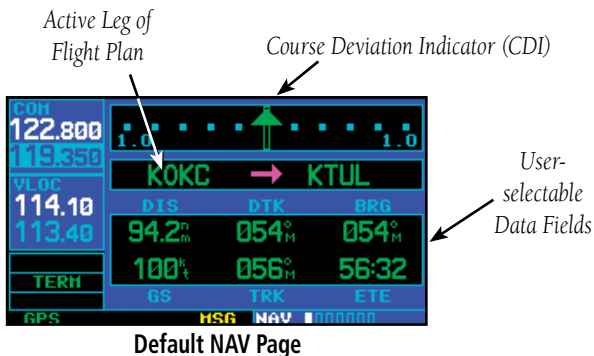 Active Leg of
Flight Plan
Course Deviation Indicator (CDI)
COM
122.800
119.350
VLOC
114.10
113.40
TERM
GPS
1.0 1.0
KOKC → KTUL
DIS DTK BRG
94.2nm 054°M 054°M
100kt 056°M 56:32
GS TRK ETE
MSG NAV
User-
selectable
Data Fields
Default NAV Page